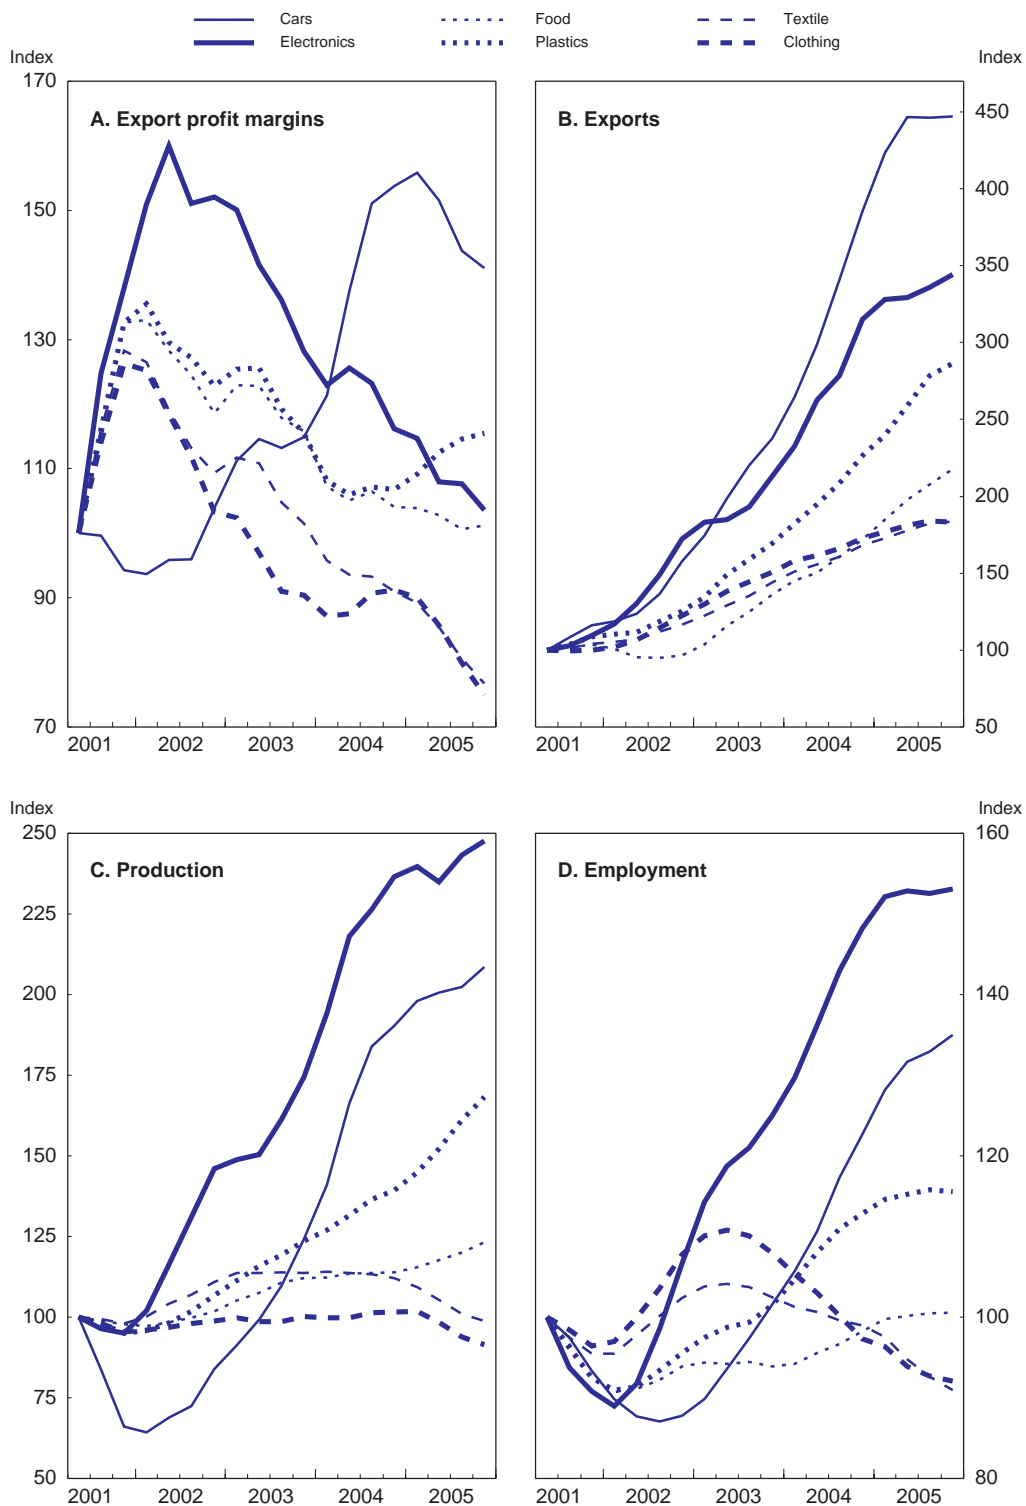 Cars Food Textile
Electronics Plastics Clothing
Index Index
A. Export profit margins
170
150
130
110
90
70
2001 2002 2003 2004 2005
B. Exports
450
400
350
300
250
200
150
100
50
2001 2002 2003 2004 2005
Index Index
C. Production
250
225
200
175
150
125
100
75
50
2001 2002 2003 2004 2005
D. Employment
160
140
120
100
80
2001 2002 2003 2004 2005